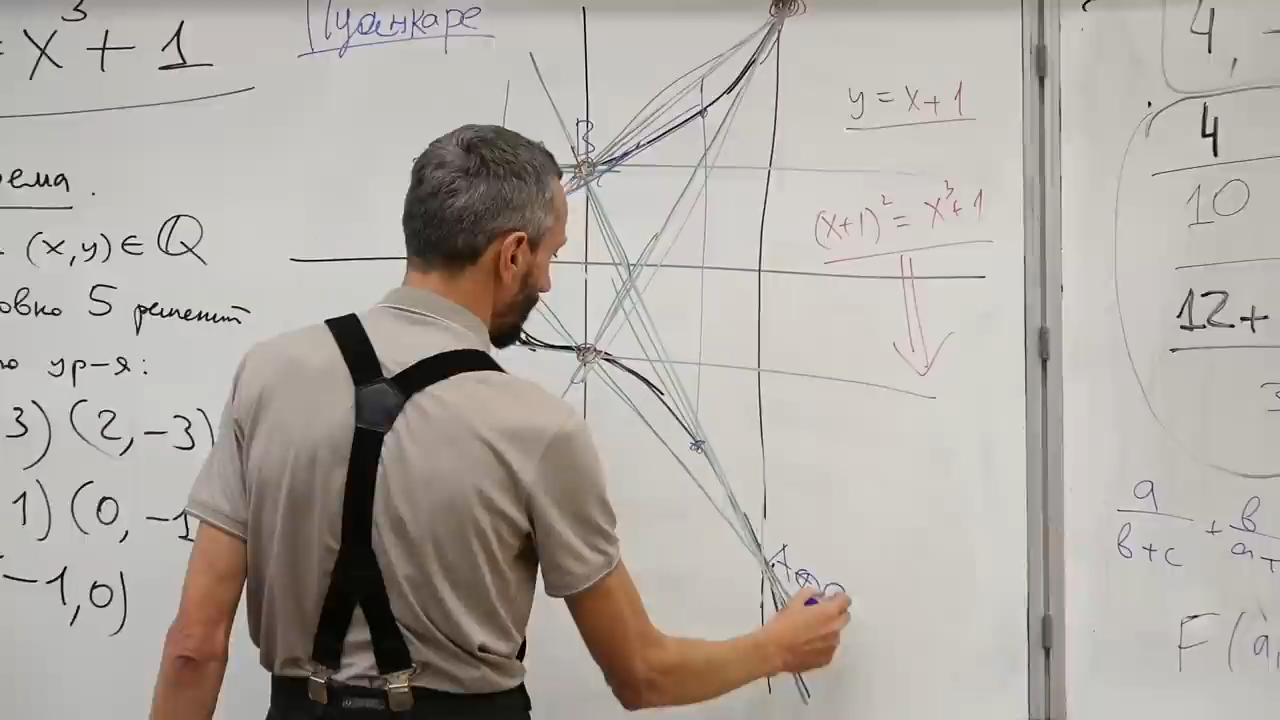 = x³ + 1
Пуанкаре
ема.
(x,y) ∈ ℚ
овно 5 решений
о ур-я:
3) (2,-3)
1) (0, -1
-1,0)
B
A ⊕
y = x+1
(x+1)² = x³+1
4, -
4
10
12+
a/(b+c) + b/(a+
F(a,